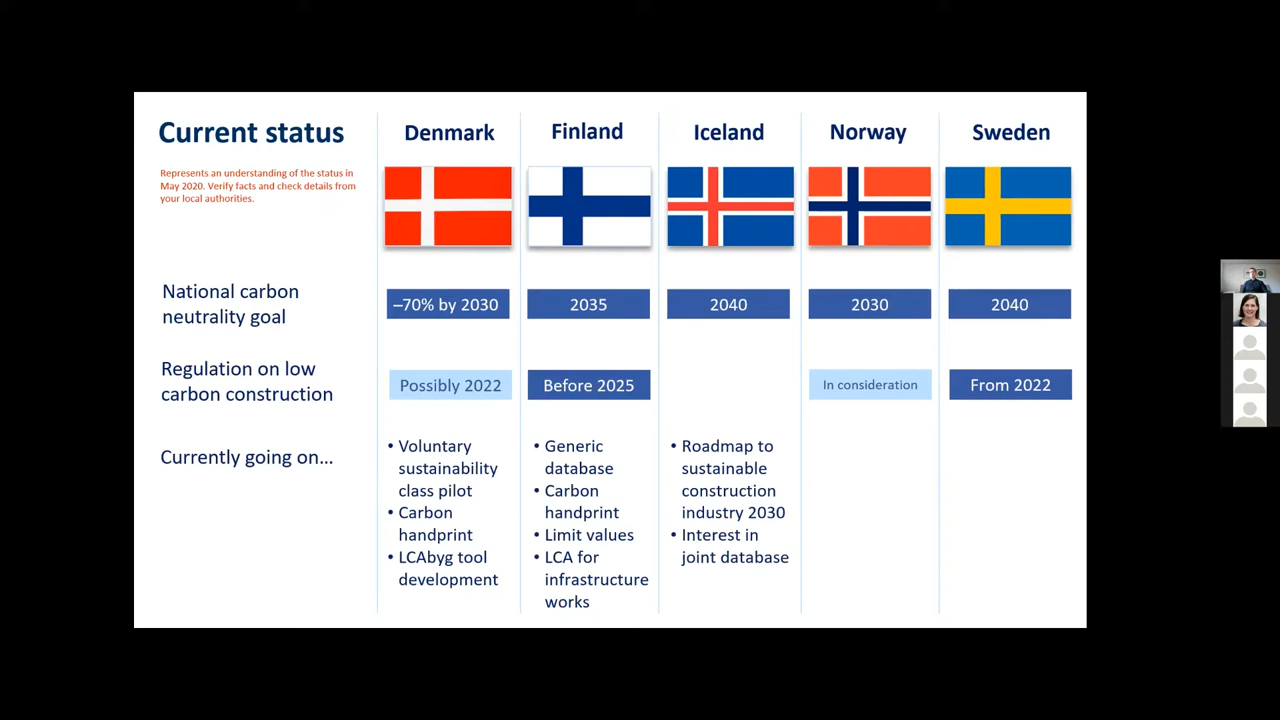 Current status
Represents an understanding of the status in
May 2020. Verify facts and check details from
your local authorities.
Denmark
Finland
Iceland
Norway
Sweden
National carbon
neutrality goal
–70% by 2030
2035
2040
2030
2040
Regulation on low
carbon construction
Possibly 2022
Before 2025
In consideration
From 2022
Currently going on...
• Voluntary
sustainability
class pilot
• Carbon
handprint
• LCAbyg tool
development
• Generic
database
• Carbon
handprint
• Limit values
• LCA for
infrastructure
works
• Roadmap to
sustainable
construction
industry 2030
• Interest in
joint database